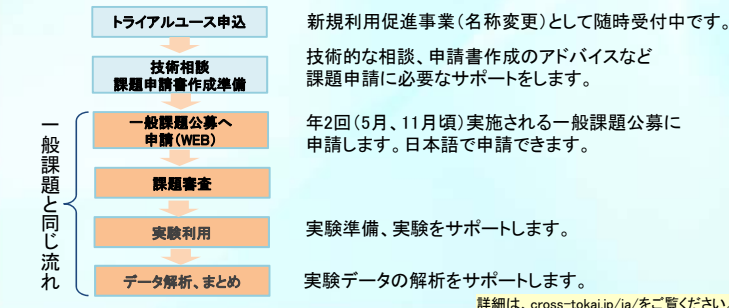 トライアルユース申込
新規利用促進事業（名称変更）として随時受付中です。
技術相談
課題申請書作成準備
技術的な相談、申請書作成のアドバイスなど
課題申請に必要なサポートをします。
一般課題と同じ流れ
一般課題公募へ
申請（WEB）
年2回（5月、11月頃）実施される一般課題公募に
申請します。日本語で申請できます。
課題審査
実験利用
実験準備、実験をサポートします。
データ解析、まとめ
実験データの解析をサポートします。
詳細は、cross-tokai.jp/ja/をご覧ください。